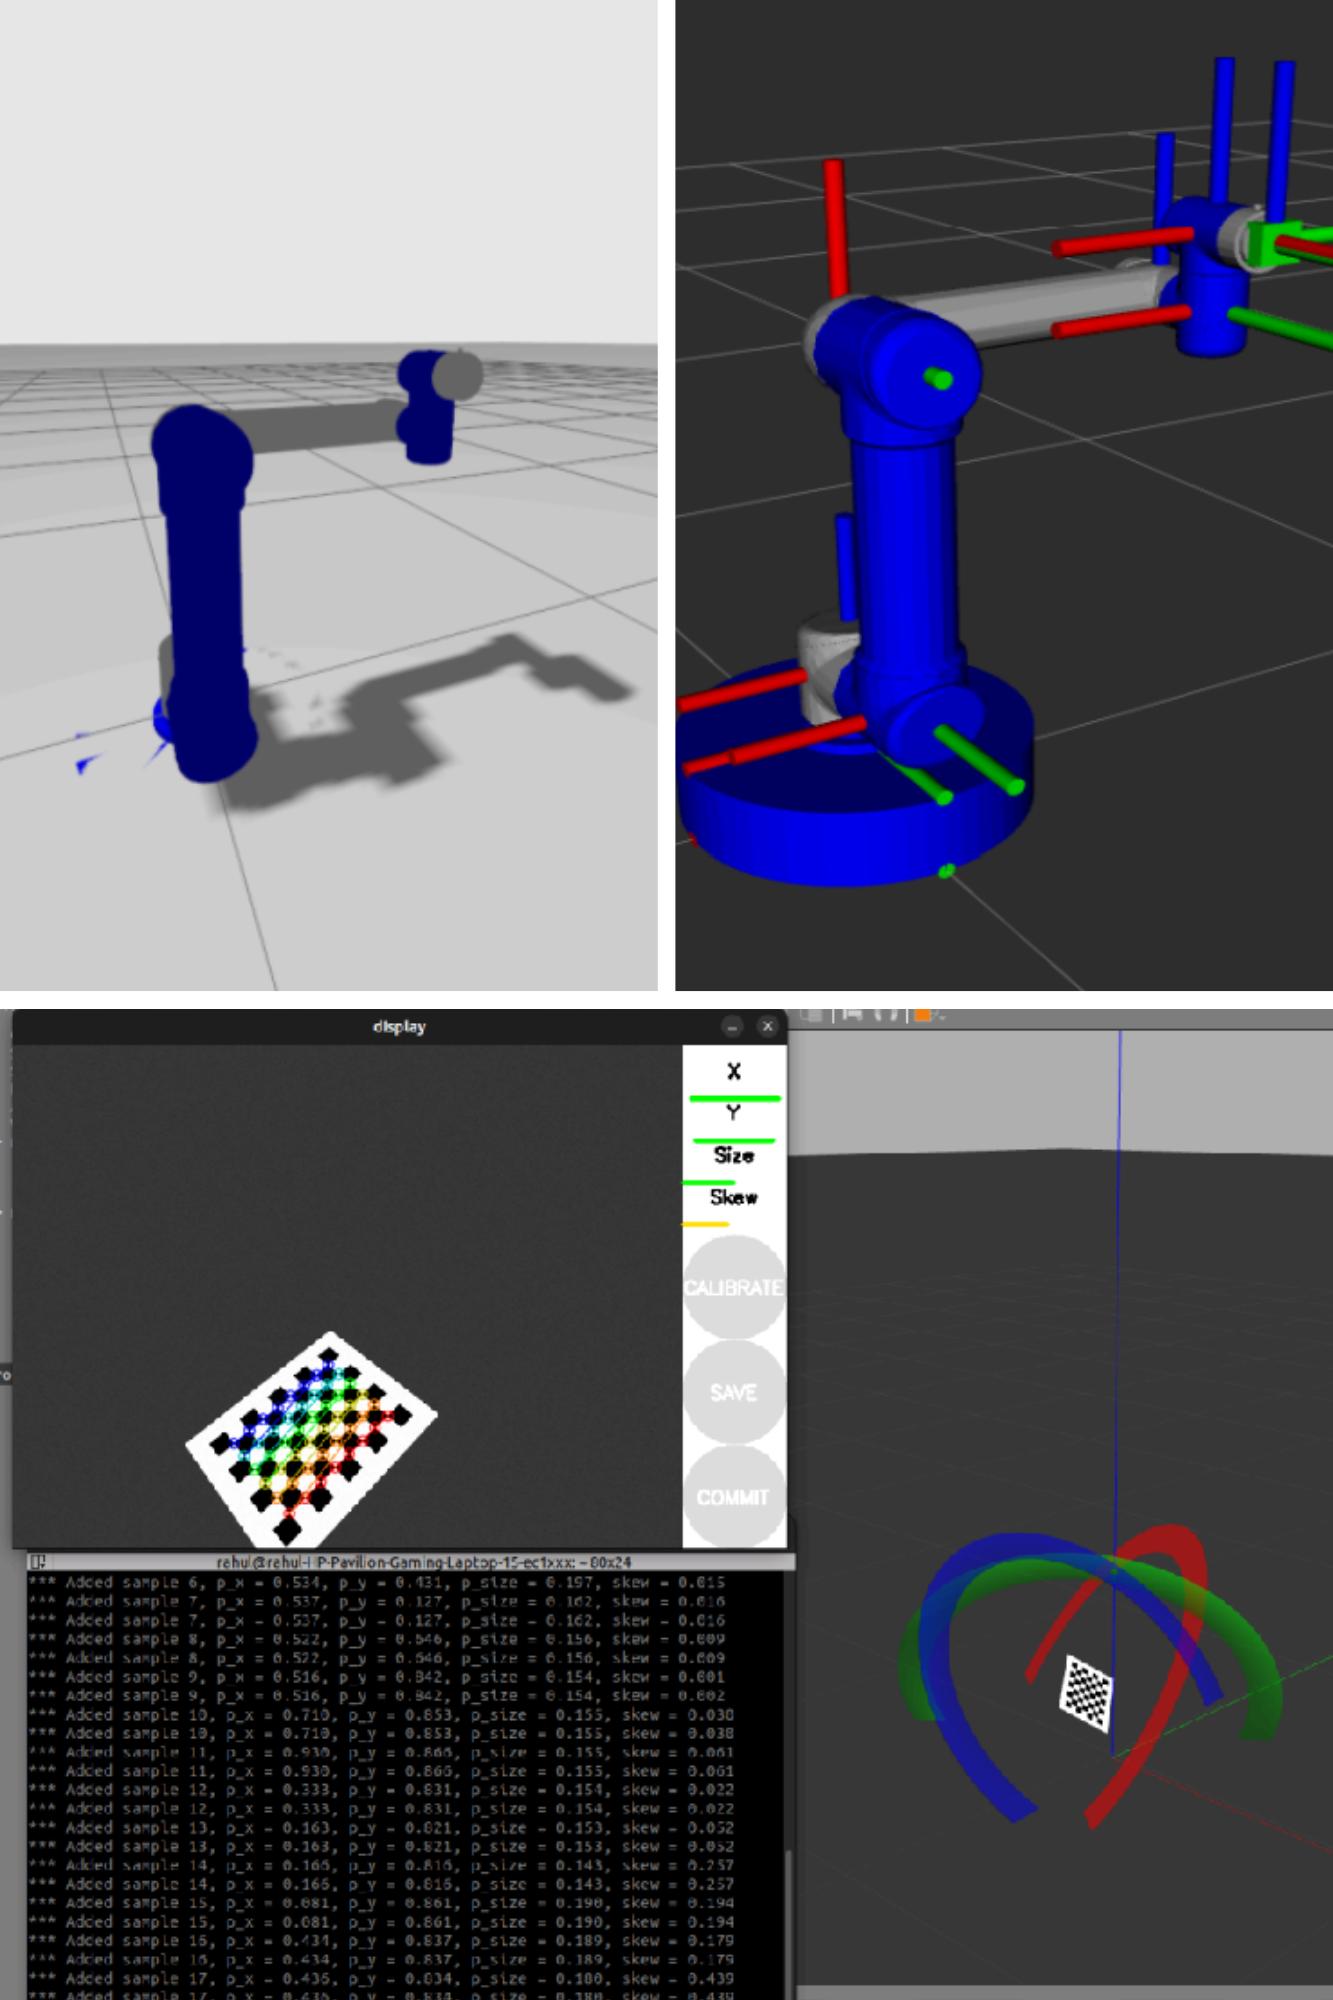 display
X
Y
Size
Skew
CALIBRATE
SAVE
COMMIT
rahul@rahul-HP-Pavilion-Gaming-Laptop-15-ec1xxx: ~ 80x24
*** Added sample 6, p_x = 0.534, p_y = 0.431, p_size = 0.197, skew = 0.015
*** Added sample 7, p_x = 0.537, p_y = 0.127, p_size = 0.162, skew = 0.016
*** Added sample 7, p_x = 0.537, p_y = 0.127, p_size = 0.162, skew = 0.016
*** Added sample 8, p_x = 0.522, p_y = 0.646, p_size = 0.156, skew = 0.009
*** Added sample 8, p_x = 0.522, p_y = 0.646, p_size = 0.156, skew = 0.009
*** Added sample 9, p_x = 0.516, p_y = 0.842, p_size = 0.154, skew = 0.001
*** Added sample 9, p_x = 0.516, p_y = 0.842, p_size = 0.154, skew = 0.002
*** Added sample 10, p_x = 0.710, p_y = 0.853, p_size = 0.155, skew = 0.030
*** Added sample 10, p_x = 0.710, p_y = 0.853, p_size = 0.155, skew = 0.030
*** Added sample 11, p_x = 0.930, p_y = 0.866, p_size = 0.155, skew = 0.061
*** Added sample 11, p_x = 0.930, p_y = 0.866, p_size = 0.155, skew = 0.061
*** Added sample 12, p_x = 0.333, p_y = 0.831, p_size = 0.154, skew = 0.022
*** Added sample 12, p_x = 0.333, p_y = 0.831, p_size = 0.154, skew = 0.022
*** Added sample 13, p_x = 0.163, p_y = 0.821, p_size = 0.153, skew = 0.052
*** Added sample 13, p_x = 0.163, p_y = 0.821, p_size = 0.153, skew = 0.052
*** Added sample 14, p_x = 0.166, p_y = 0.816, p_size = 0.143, skew = 0.257
*** Added sample 14, p_x = 0.166, p_y = 0.816, p_size = 0.143, skew = 0.257
*** Added sample 15, p_x = 0.081, p_y = 0.861, p_size = 0.190, skew = 0.194
*** Added sample 15, p_x = 0.081, p_y = 0.861, p_size = 0.190, skew = 0.194
*** Added sample 16, p_x = 0.434, p_y = 0.837, p_size = 0.189, skew = 0.179
*** Added sample 16, p_x = 0.434, p_y = 0.837, p_size = 0.189, skew = 0.179
*** Added sample 17, p_x = 0.436, p_y = 0.834, p_size = 0.180, skew = 0.439
*** Added sample 17, p_x = 0.436, p_y = 0.834, p_size = 0.180, skew = 0.439